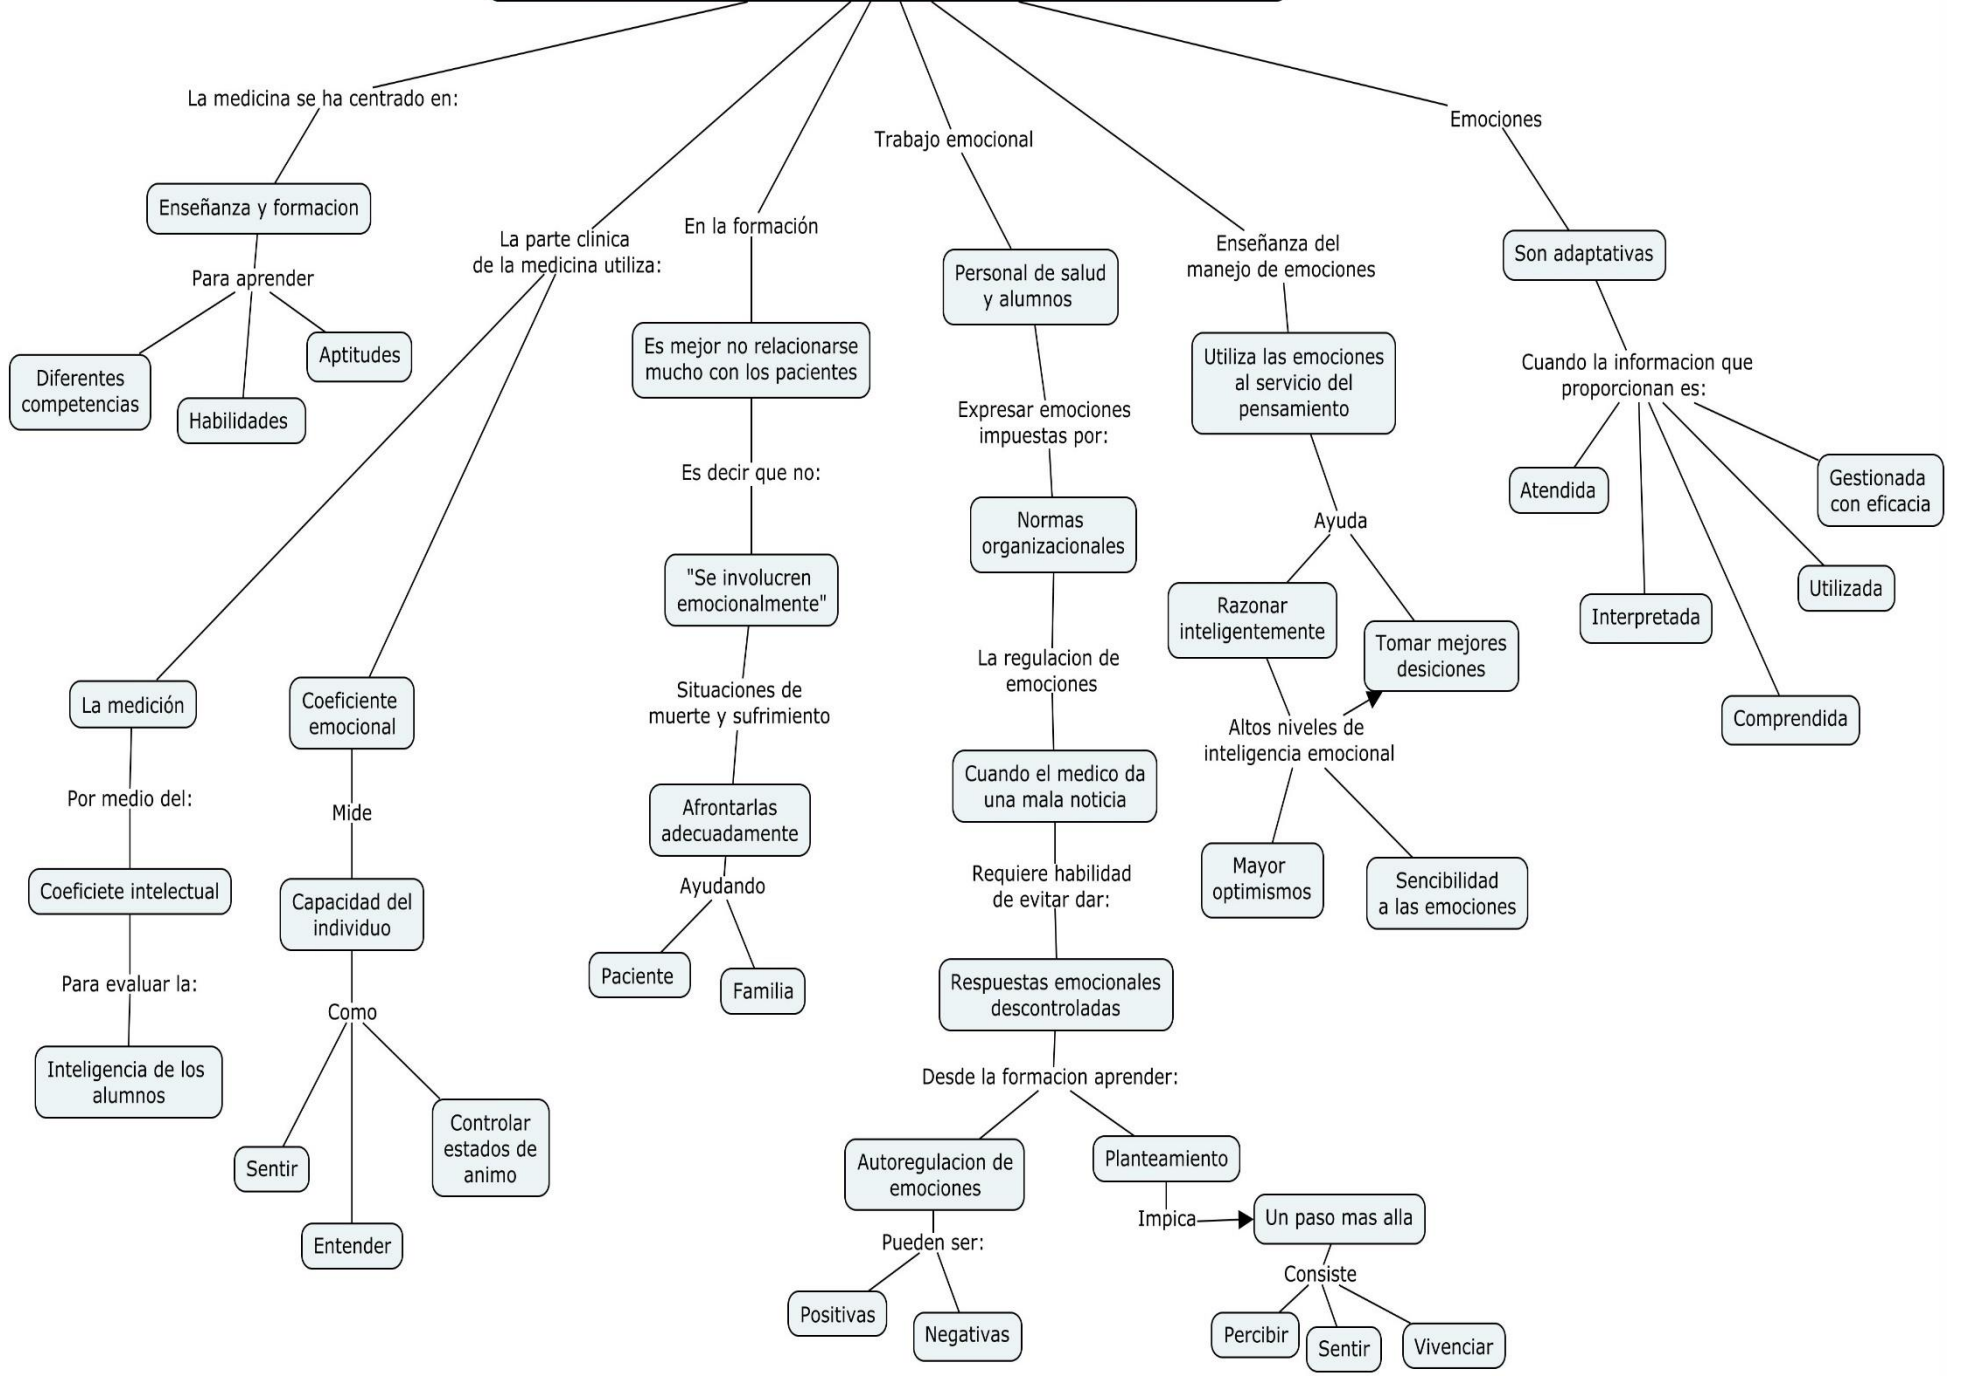 La medicina se ha centrado en:
Enseñanza y formacion
Para aprender
Diferentes
competencias
Habilidades
Aptitudes
La parte clínica
de la medicina utiliza:
La medición
Por medio del:
Coeficiete intelectual
Para evaluar la:
Inteligencia de los
alumnos
Coeficiente
emocional
Mide
Capacidad del
individuo
Como
Sentir
Entender
Controlar
estados de
animo
En la formación
Es mejor no relacionarse
mucho con los pacientes
Es decir que no:
"Se involucren
emocionalmente"
Situaciones de
muerte y sufrimiento
Afrontarlas
adecuadamente
Ayudando
Paciente
Familia
Trabajo emocional
Personal de salud
y alumnos
Expresar emociones
impuestas por:
Normas
organizacionales
La regulacion de
emociones
Cuando el medico da
una mala noticia
Requiere habilidad
de evitar dar:
Respuestas emocionales
descontroladas
Desde la formacion aprender:
Autoregulacion de
emociones
Pueden ser:
Positivas
Negativas
Planteamiento
Impica
Un paso mas alla
Consiste
Percibir
Sentir
Vivenciar
Enseñanza del
manejo de emociones
Utiliza las emociones
al servicio del
pensamiento
Ayuda
Razonar
inteligentemente
Tomar mejores
desiciones
Altos niveles de
inteligencia emocional
Mayor
optimismos
Sencibilidad
a las emociones
Emociones
Son adaptativas
Cuando la informacion que
proporcionan es:
Atendida
Interpretada
Comprendida
Utilizada
Gestionada
con eficacia